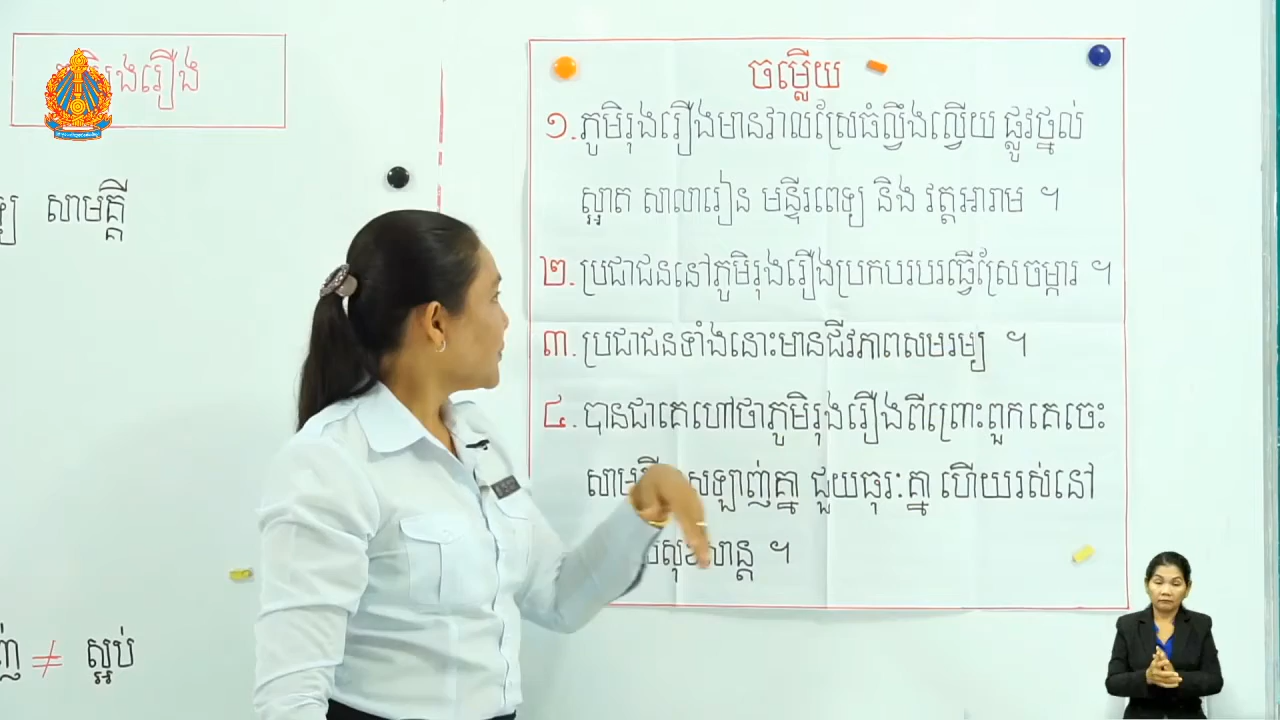 រុងរឿង
សាមគ្គី
≠ ស្អប់
ចម្លើយ
១. ភូមិរុងរឿងមានវាលស្រែធំល្វឹងល្វើយ ផ្លូវថ្នល់
ស្អាត សាលារៀន មន្ទីរពេទ្យ និង វត្តអារាម ។
២. ប្រជាជននៅភូមិរុងរឿងប្រកបរបរធ្វើស្រែចម្ការ ។
៣. ប្រជាជនទាំងនោះមានជីវភាពសមរម្យ ។
៤. បានជាគេហៅថាភូមិរុងរឿងពីព្រោះពួកគេចេះ
ស្រឡាញ់គ្នា ជួយធុរៈគ្នា ហើយរស់នៅ